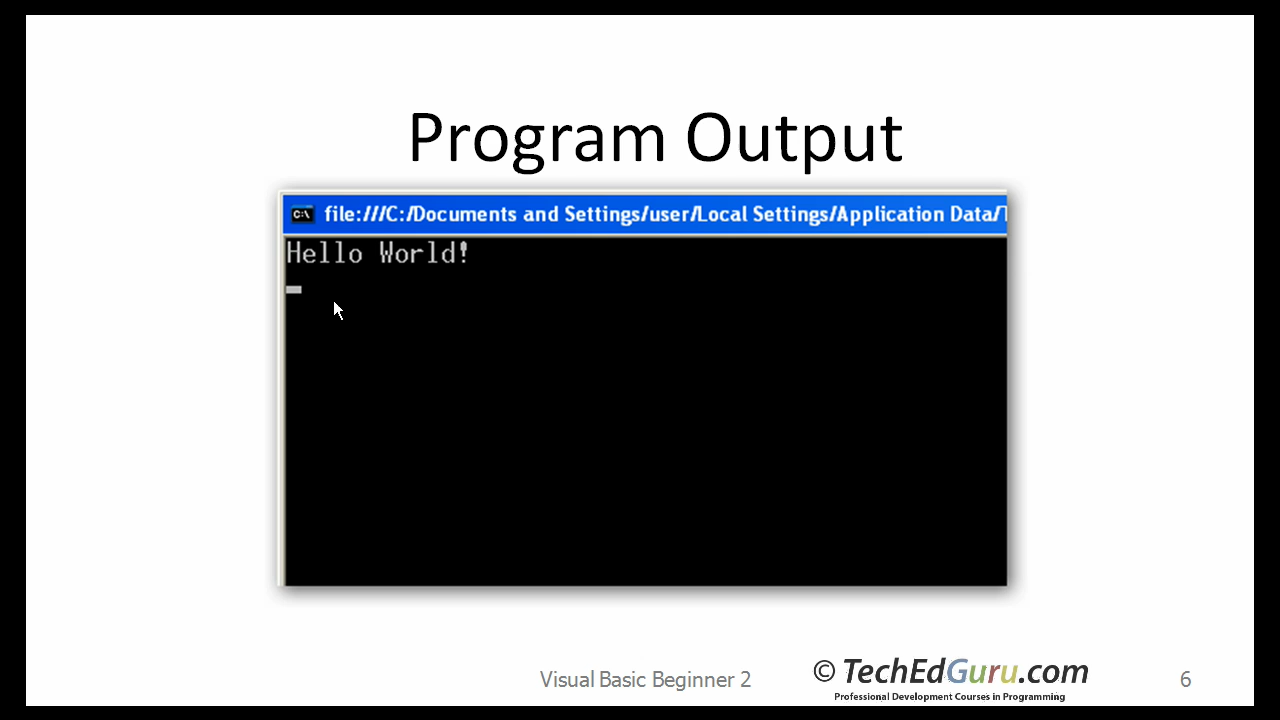 Program Output
C:\ file:///C:/Documents and Settings/user/Local Settings/Application Data/T
Hello World!
Visual Basic Beginner 2
© TechEdGuru.com
Professional Development Courses in Programming
6